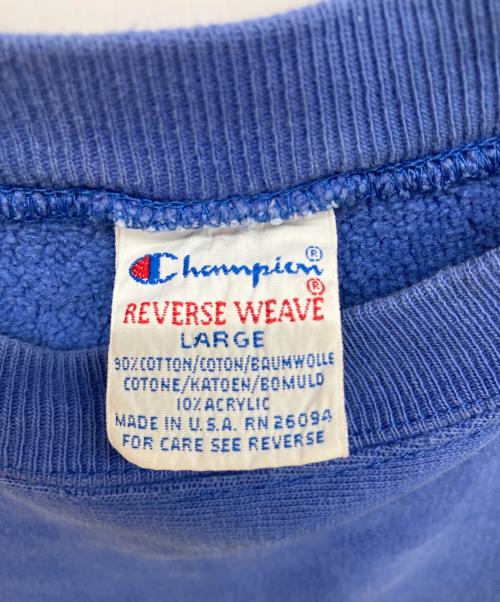 Champion ®
REVERSE WEAVE ®
LARGE
90% COTTON/COTON/BAUMWOLLE
COTONE/KATOEN/BOMULD
10% ACRYLIC
MADE IN U.S.A. RN 26094
FOR CARE SEE REVERSE